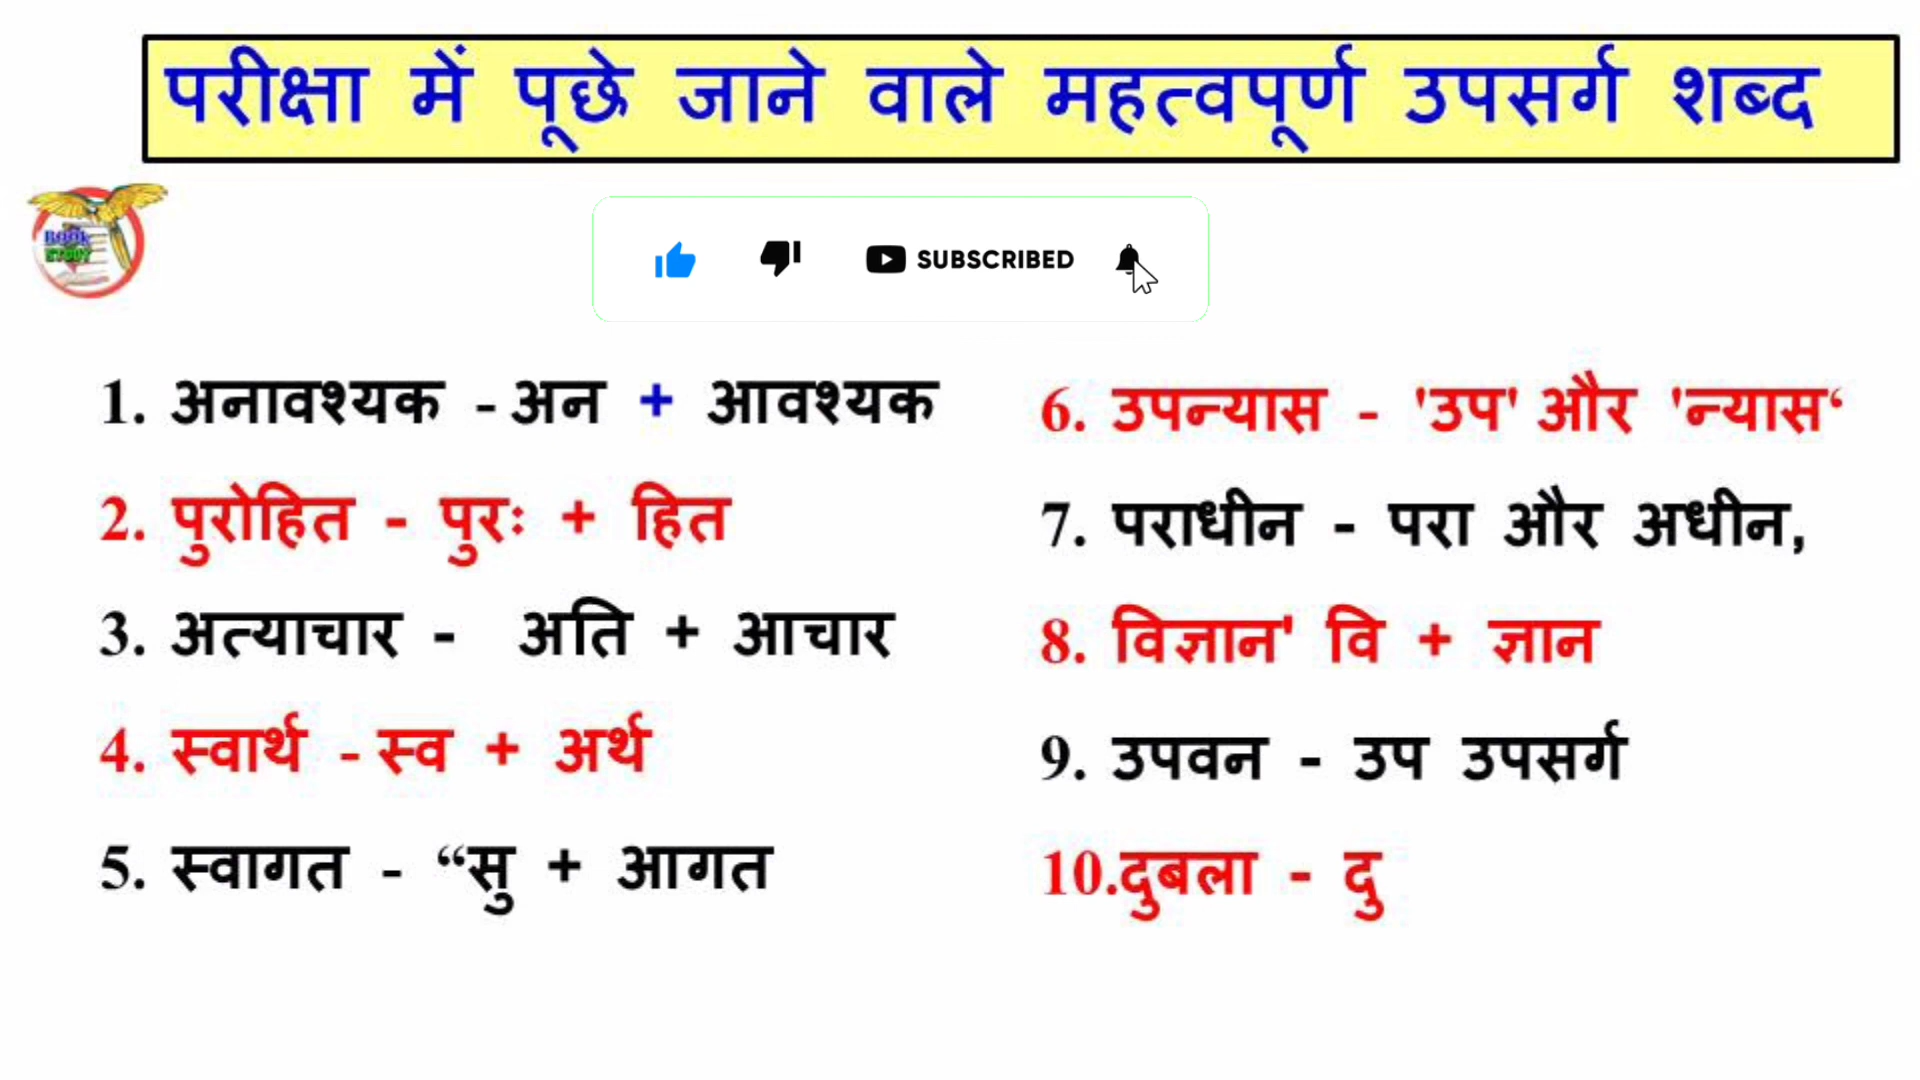 परीक्षा में पूछे जाने वाले महत्वपूर्ण उपसर्ग शब्द
BOOK
STUDY
SUBSCRIBED
1. अनावश्यक - अन + आवश्यक
2. पुरोहित - पुरः + हित
3. अत्याचार - अति + आचार
4. स्वार्थ - स्व + अर्थ
5. स्वागत - “सु + आगत
6. उपन्यास - 'उप' और 'न्यास‘
7. पराधीन - परा और अधीन,
8. विज्ञान' वि + ज्ञान
9. उपवन - उप उपसर्ग
10.दुबला - दु